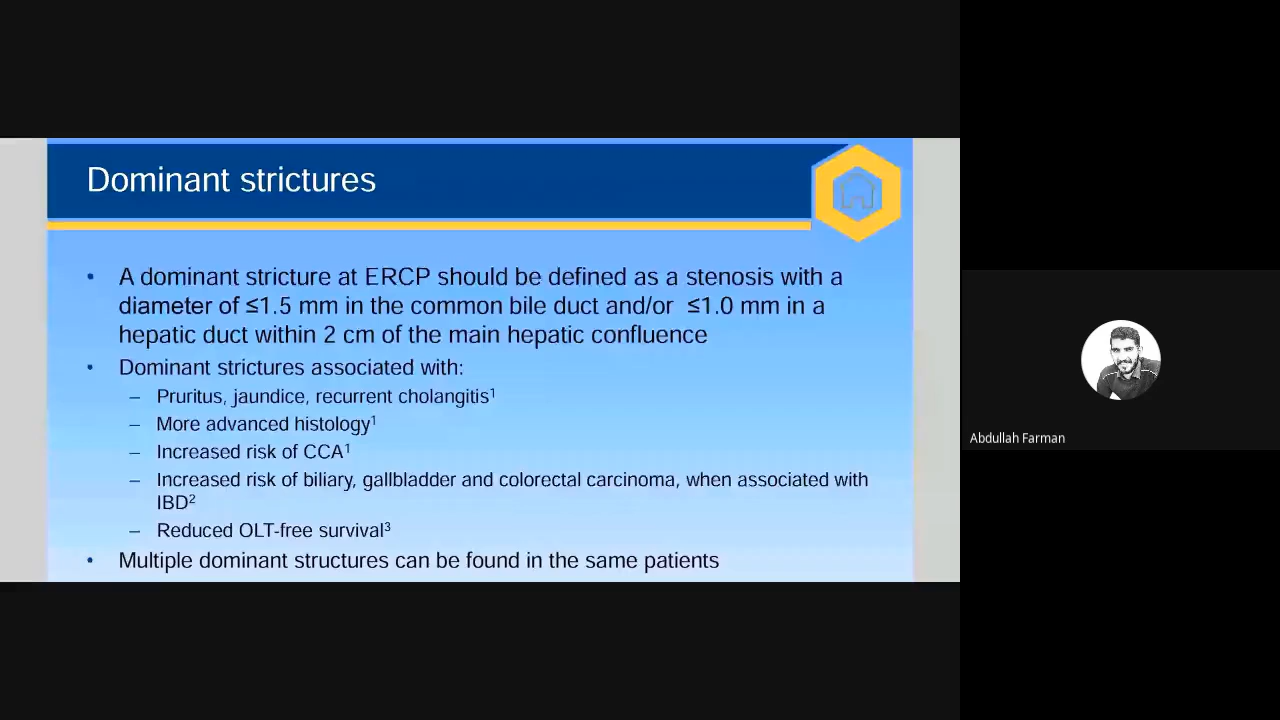 Dominant strictures
• A dominant stricture at ERCP should be defined as a stenosis with a
diameter of ≤1.5 mm in the common bile duct and/or ≤1.0 mm in a
hepatic duct within 2 cm of the main hepatic confluence
• Dominant strictures associated with:
– Pruritus, jaundice, recurrent cholangitis¹
– More advanced histology¹
– Increased risk of CCA¹
– Increased risk of biliary, gallbladder and colorectal carcinoma, when associated with
IBD²
– Reduced OLT-free survival³
• Multiple dominant structures can be found in the same patients
Abdullah Farman